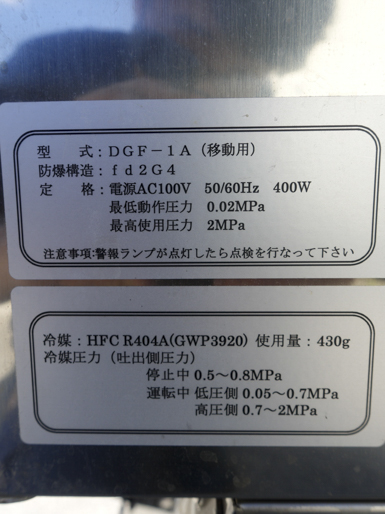 型　式：DGF－1A（移動用）
防爆構造：ｆｄ２Ｇ４
定　格：電源AC100V　50/60Hz　400W
最低動作圧力　0.02MPa
最高使用圧力　2MPa
注意事項:警報ランプが点灯したら点検を行なって下さい
冷媒：HFC R404A(GWP3920) 使用量：430g
冷媒圧力（吐出側圧力）
停止中 0.5～0.8MPa
運転中 低圧側 0.05～0.7MPa
高圧側 0.7～2MPa